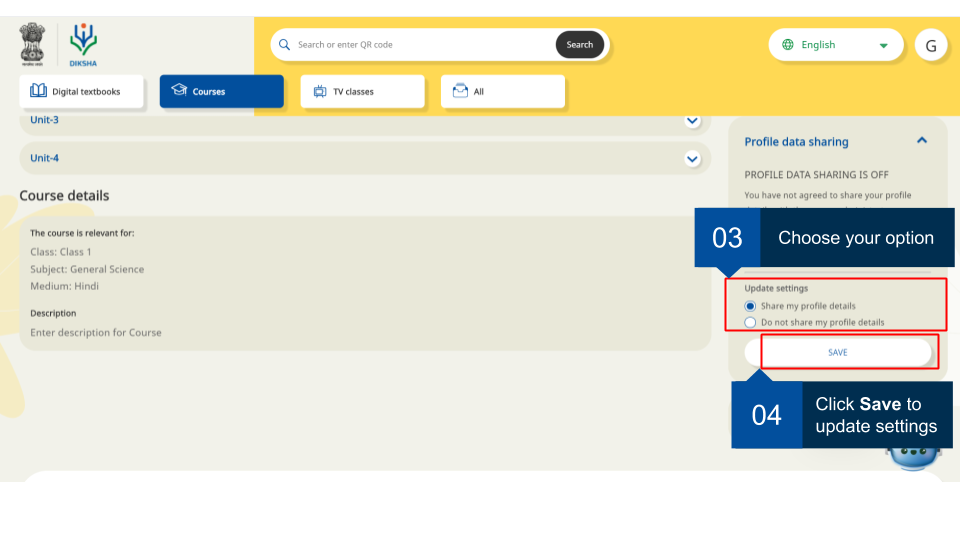 DIKSHA
Search or enter QR code
Search
English
G
Digital textbooks
Courses
TV classes
All
Unit-3
Unit-4
Course details
The course is relevant for:
Class: Class 1
Subject: General Science
Medium: Hindi
Description
Enter description for Course
Profile data sharing
PROFILE DATA SHARING IS OFF
You have not agreed to share your profile
03
Choose your option
Update settings
Share my profile details
Do not share my profile details
SAVE
04
Click Save to
update settings